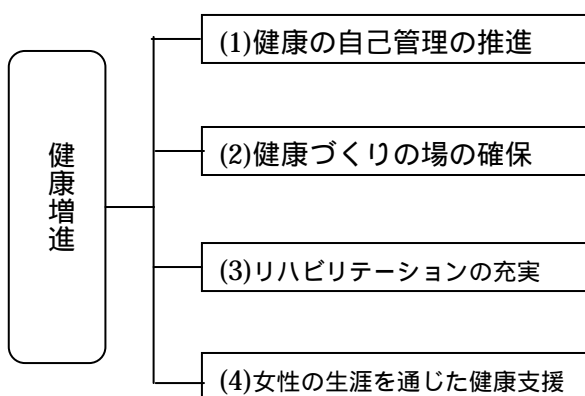 健康増進
(1)健康の自己管理の推進
(2)健康づくりの場の確保
(3)リハビリテーションの充実
(4)女性の生涯を通じた健康支援